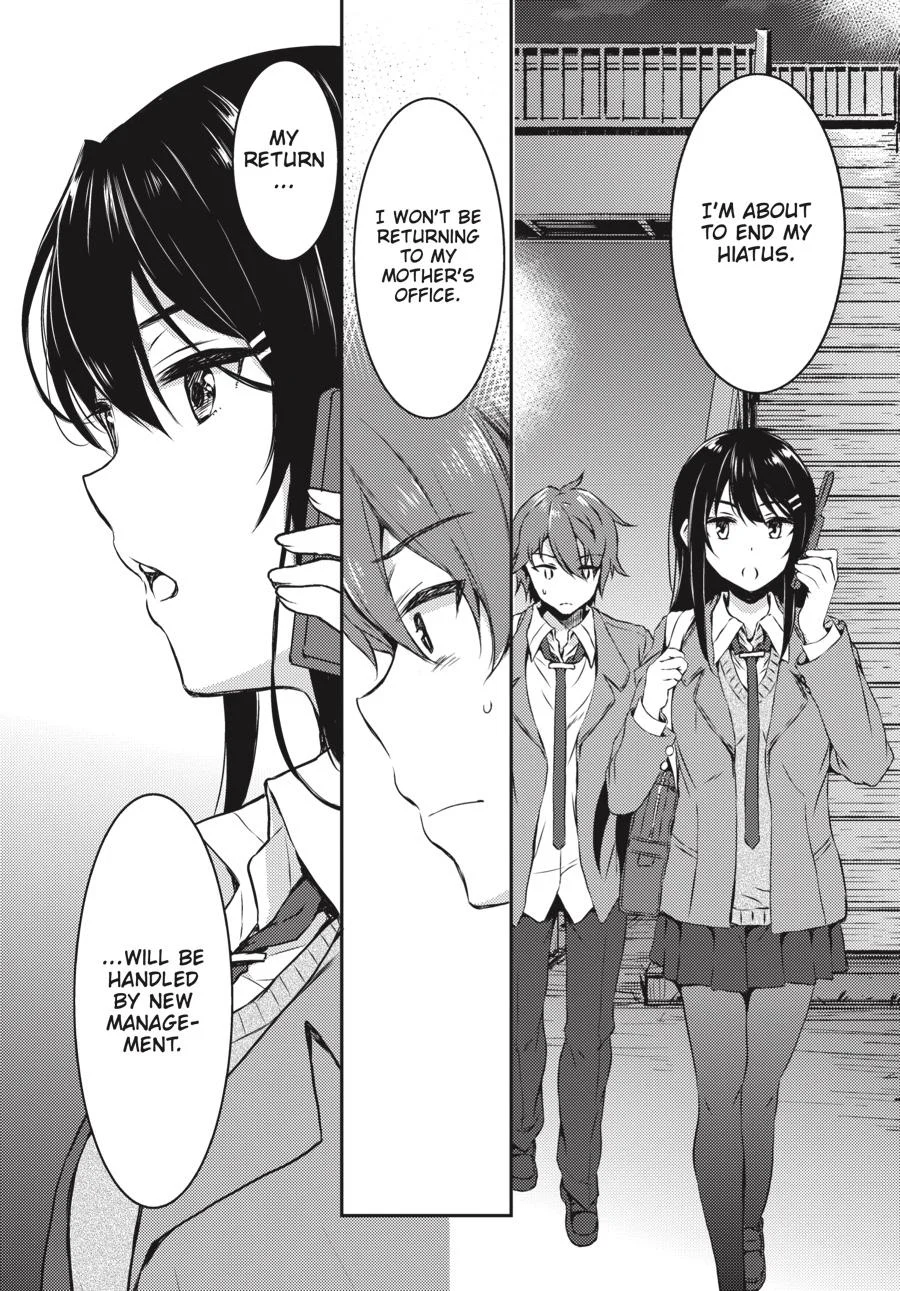 I'M ABOUT
TO END MY
HIATUS.
I WON'T BE
RETURNING
TO MY
MOTHER'S
OFFICE.
MY
RETURN
...
...WILL BE
HANDLED
BY NEW
MANAGE-
MENT.